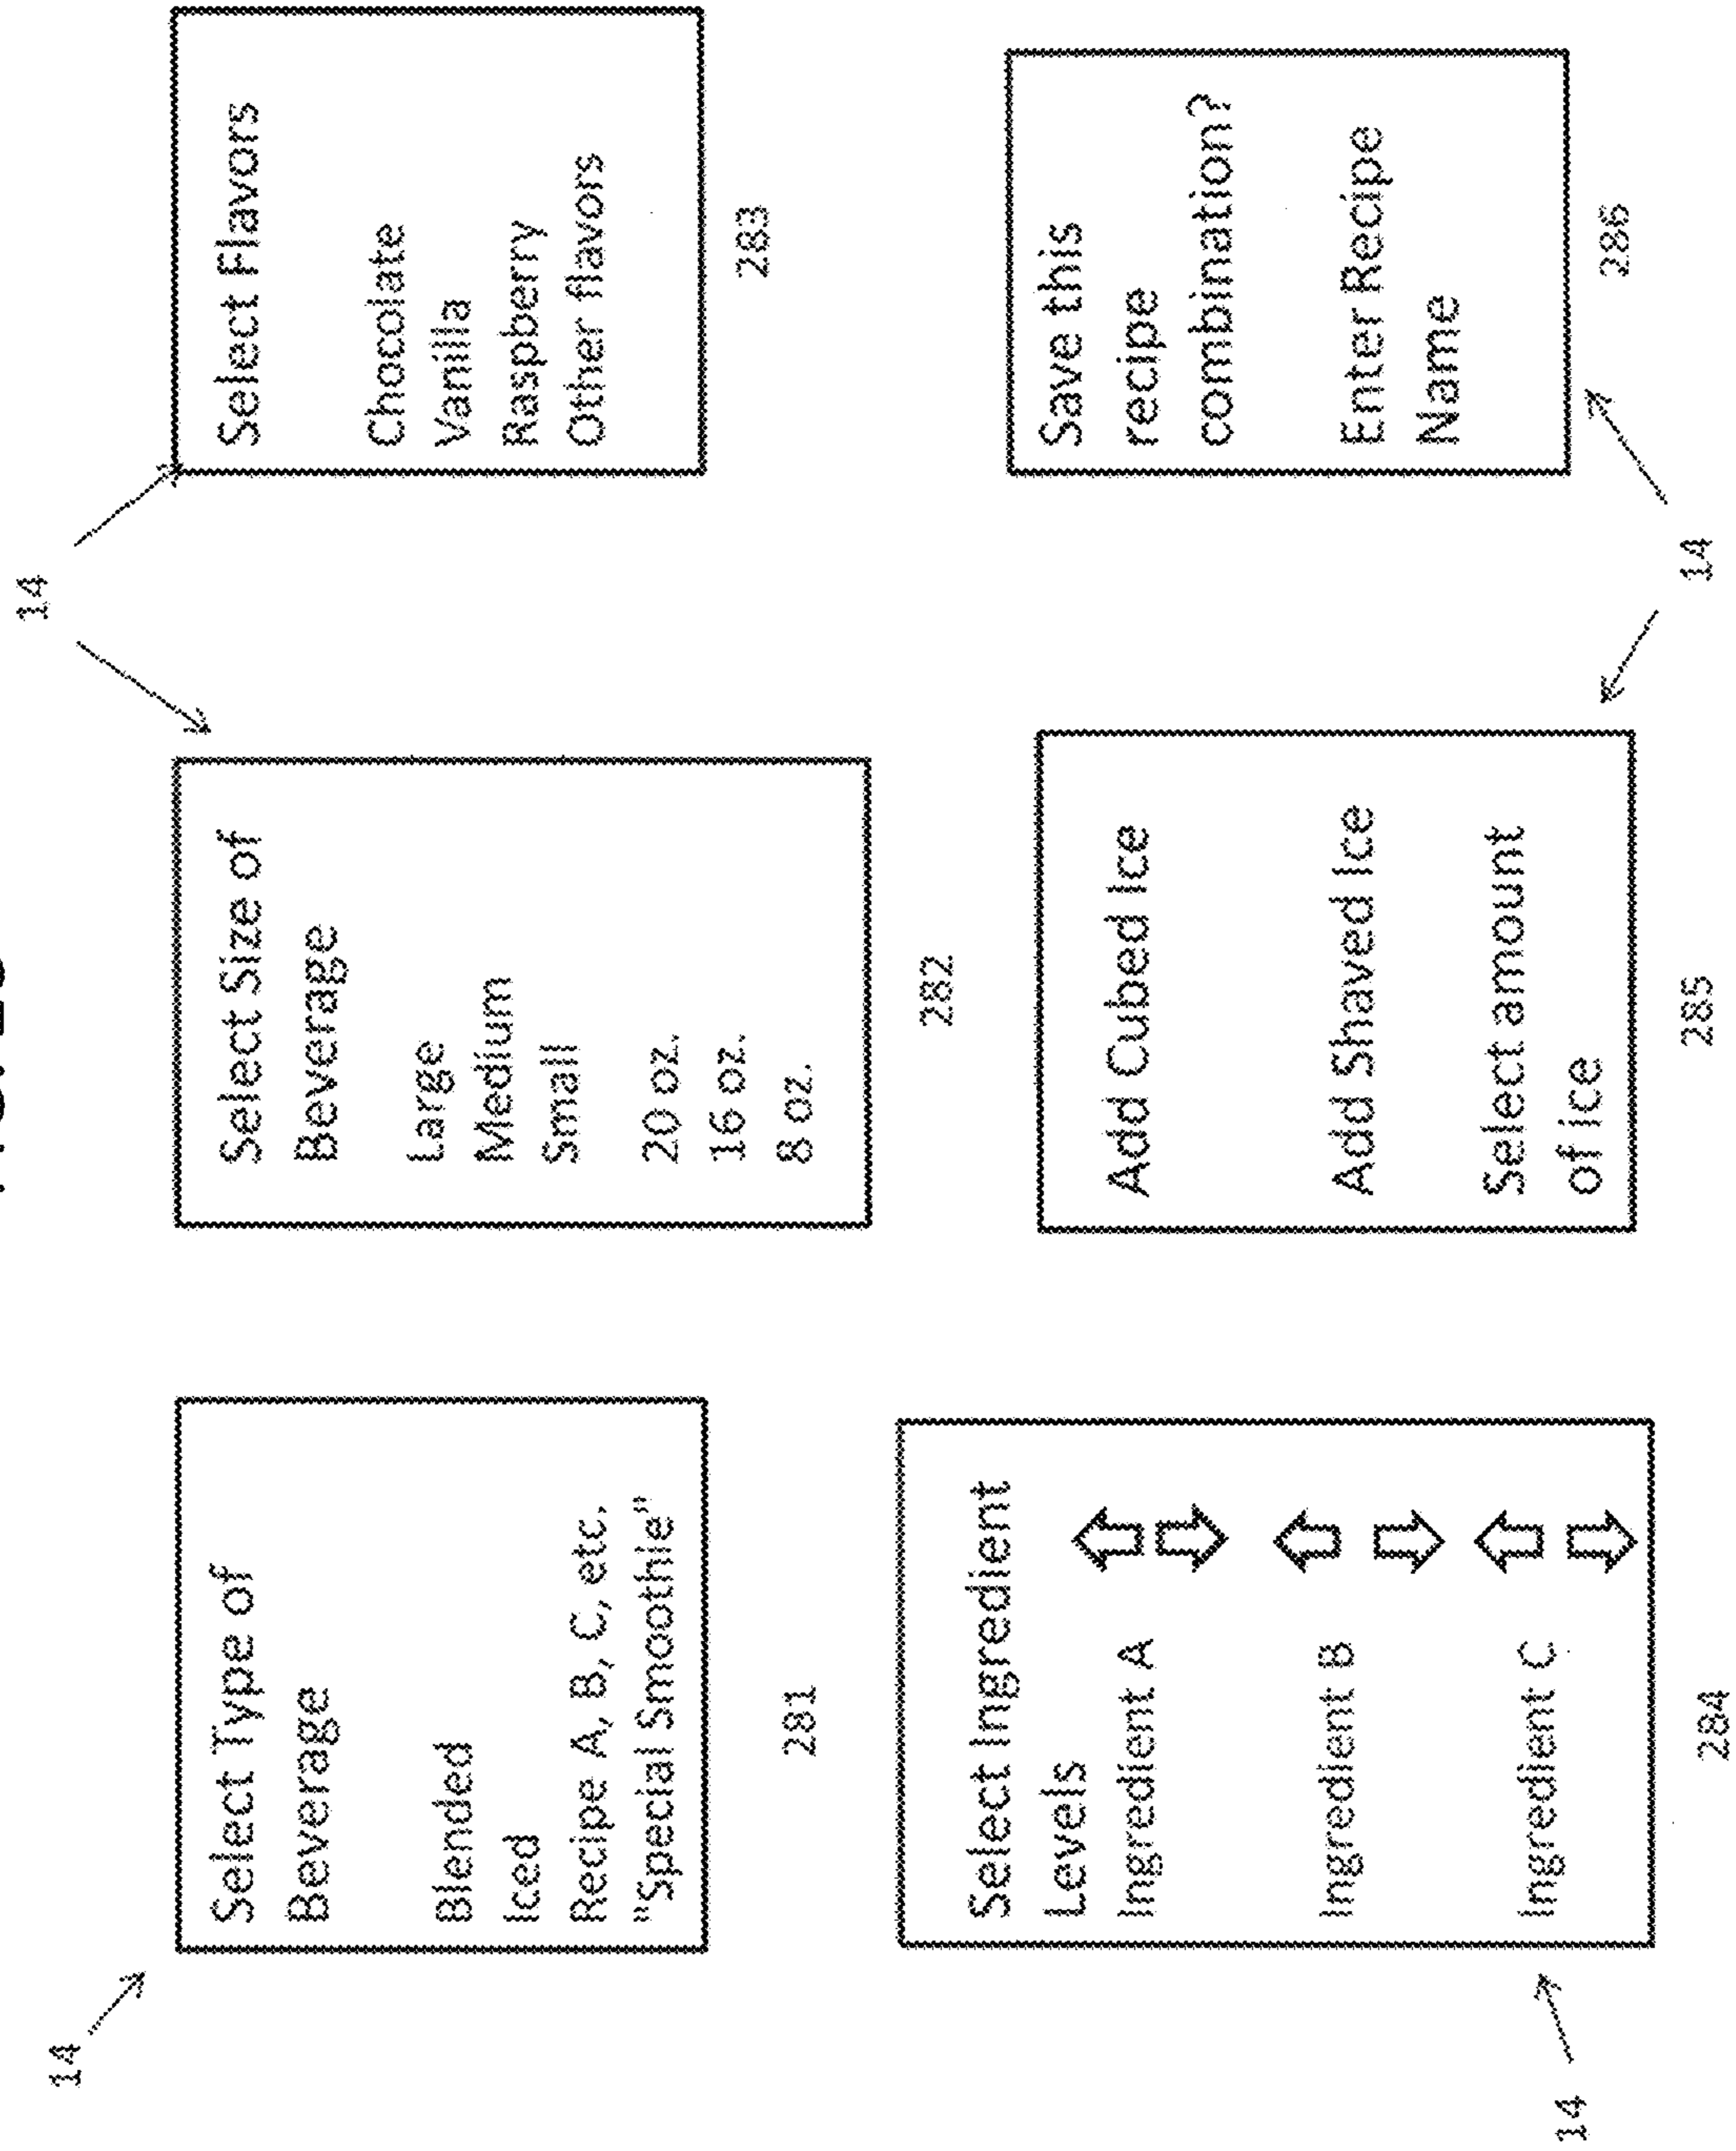 14
Select Type of
Beverage
Blended
Iced
Recipe A, B, C, etc.
"Special Smoothie"
281
14
Select Size of
Beverage
Large
Medium
Small
20 oz.
16 oz.
8 oz.
282
Select Flavors
Chocolate
Vanilla
Raspberry
Other flavors
283
Select Ingredient
Levels
Ingredient A
Ingredient B
Ingredient C
284
14
Add Cubed Ice
Add Shaved Ice
Select amount
of ice
285
14
Save this
recipe
combination?
Enter Recipe
Name
286